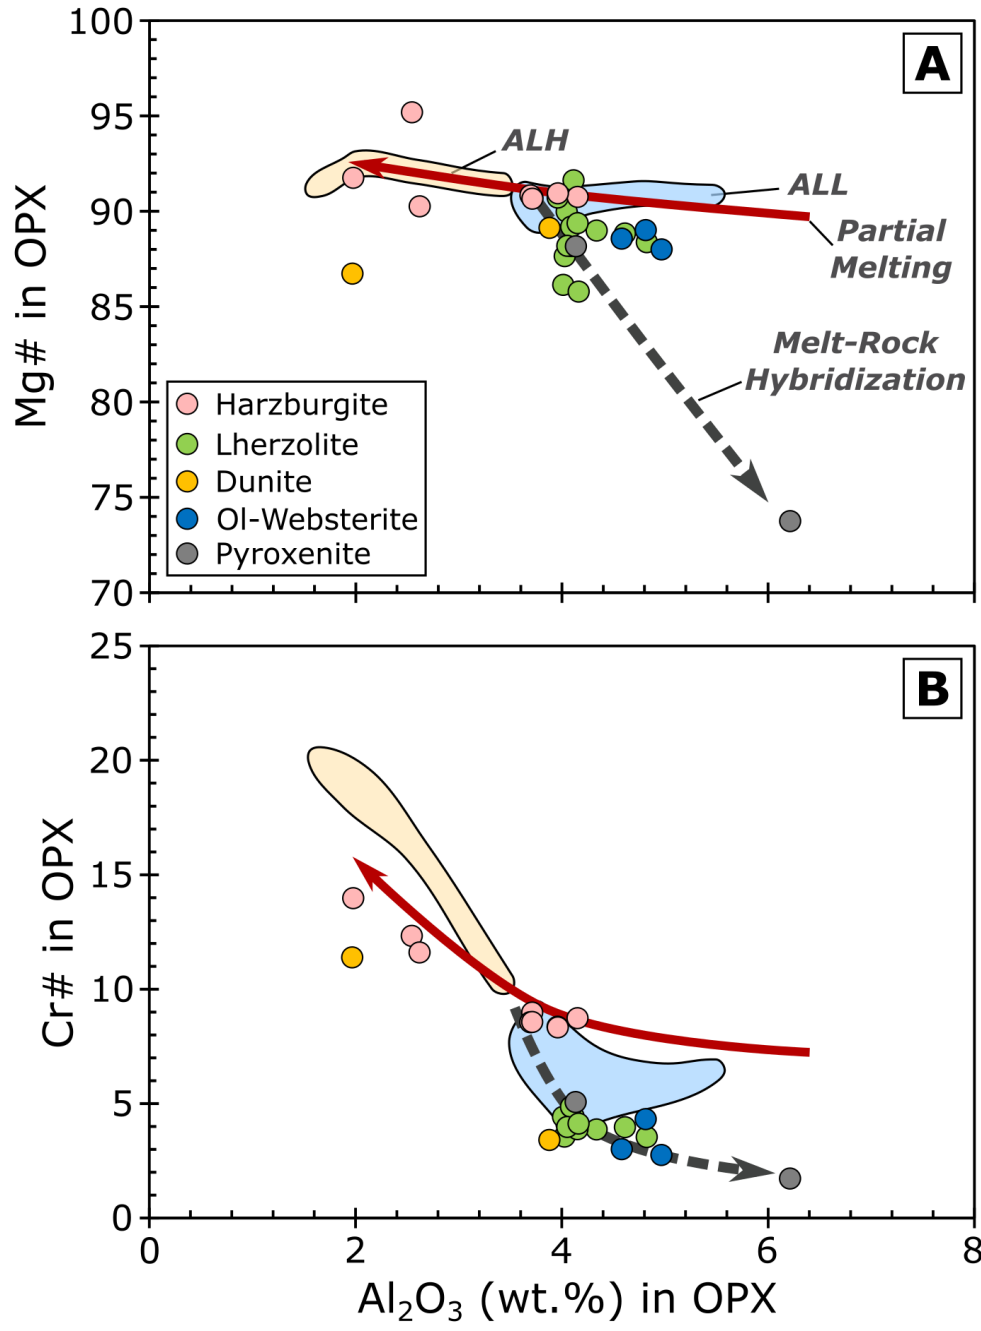 A
100
95
90
85
80
75
70
Mg# in OPX
ALH
ALL
Partial
Melting
Melt-Rock
Hybridization
Harzburgite
Lherzolite
Dunite
Ol-Websterite
Pyroxenite
B
25
20
15
10
5
0
Cr# in OPX
0
2
4
6
8
Al₂O₃ (wt.%) in OPX